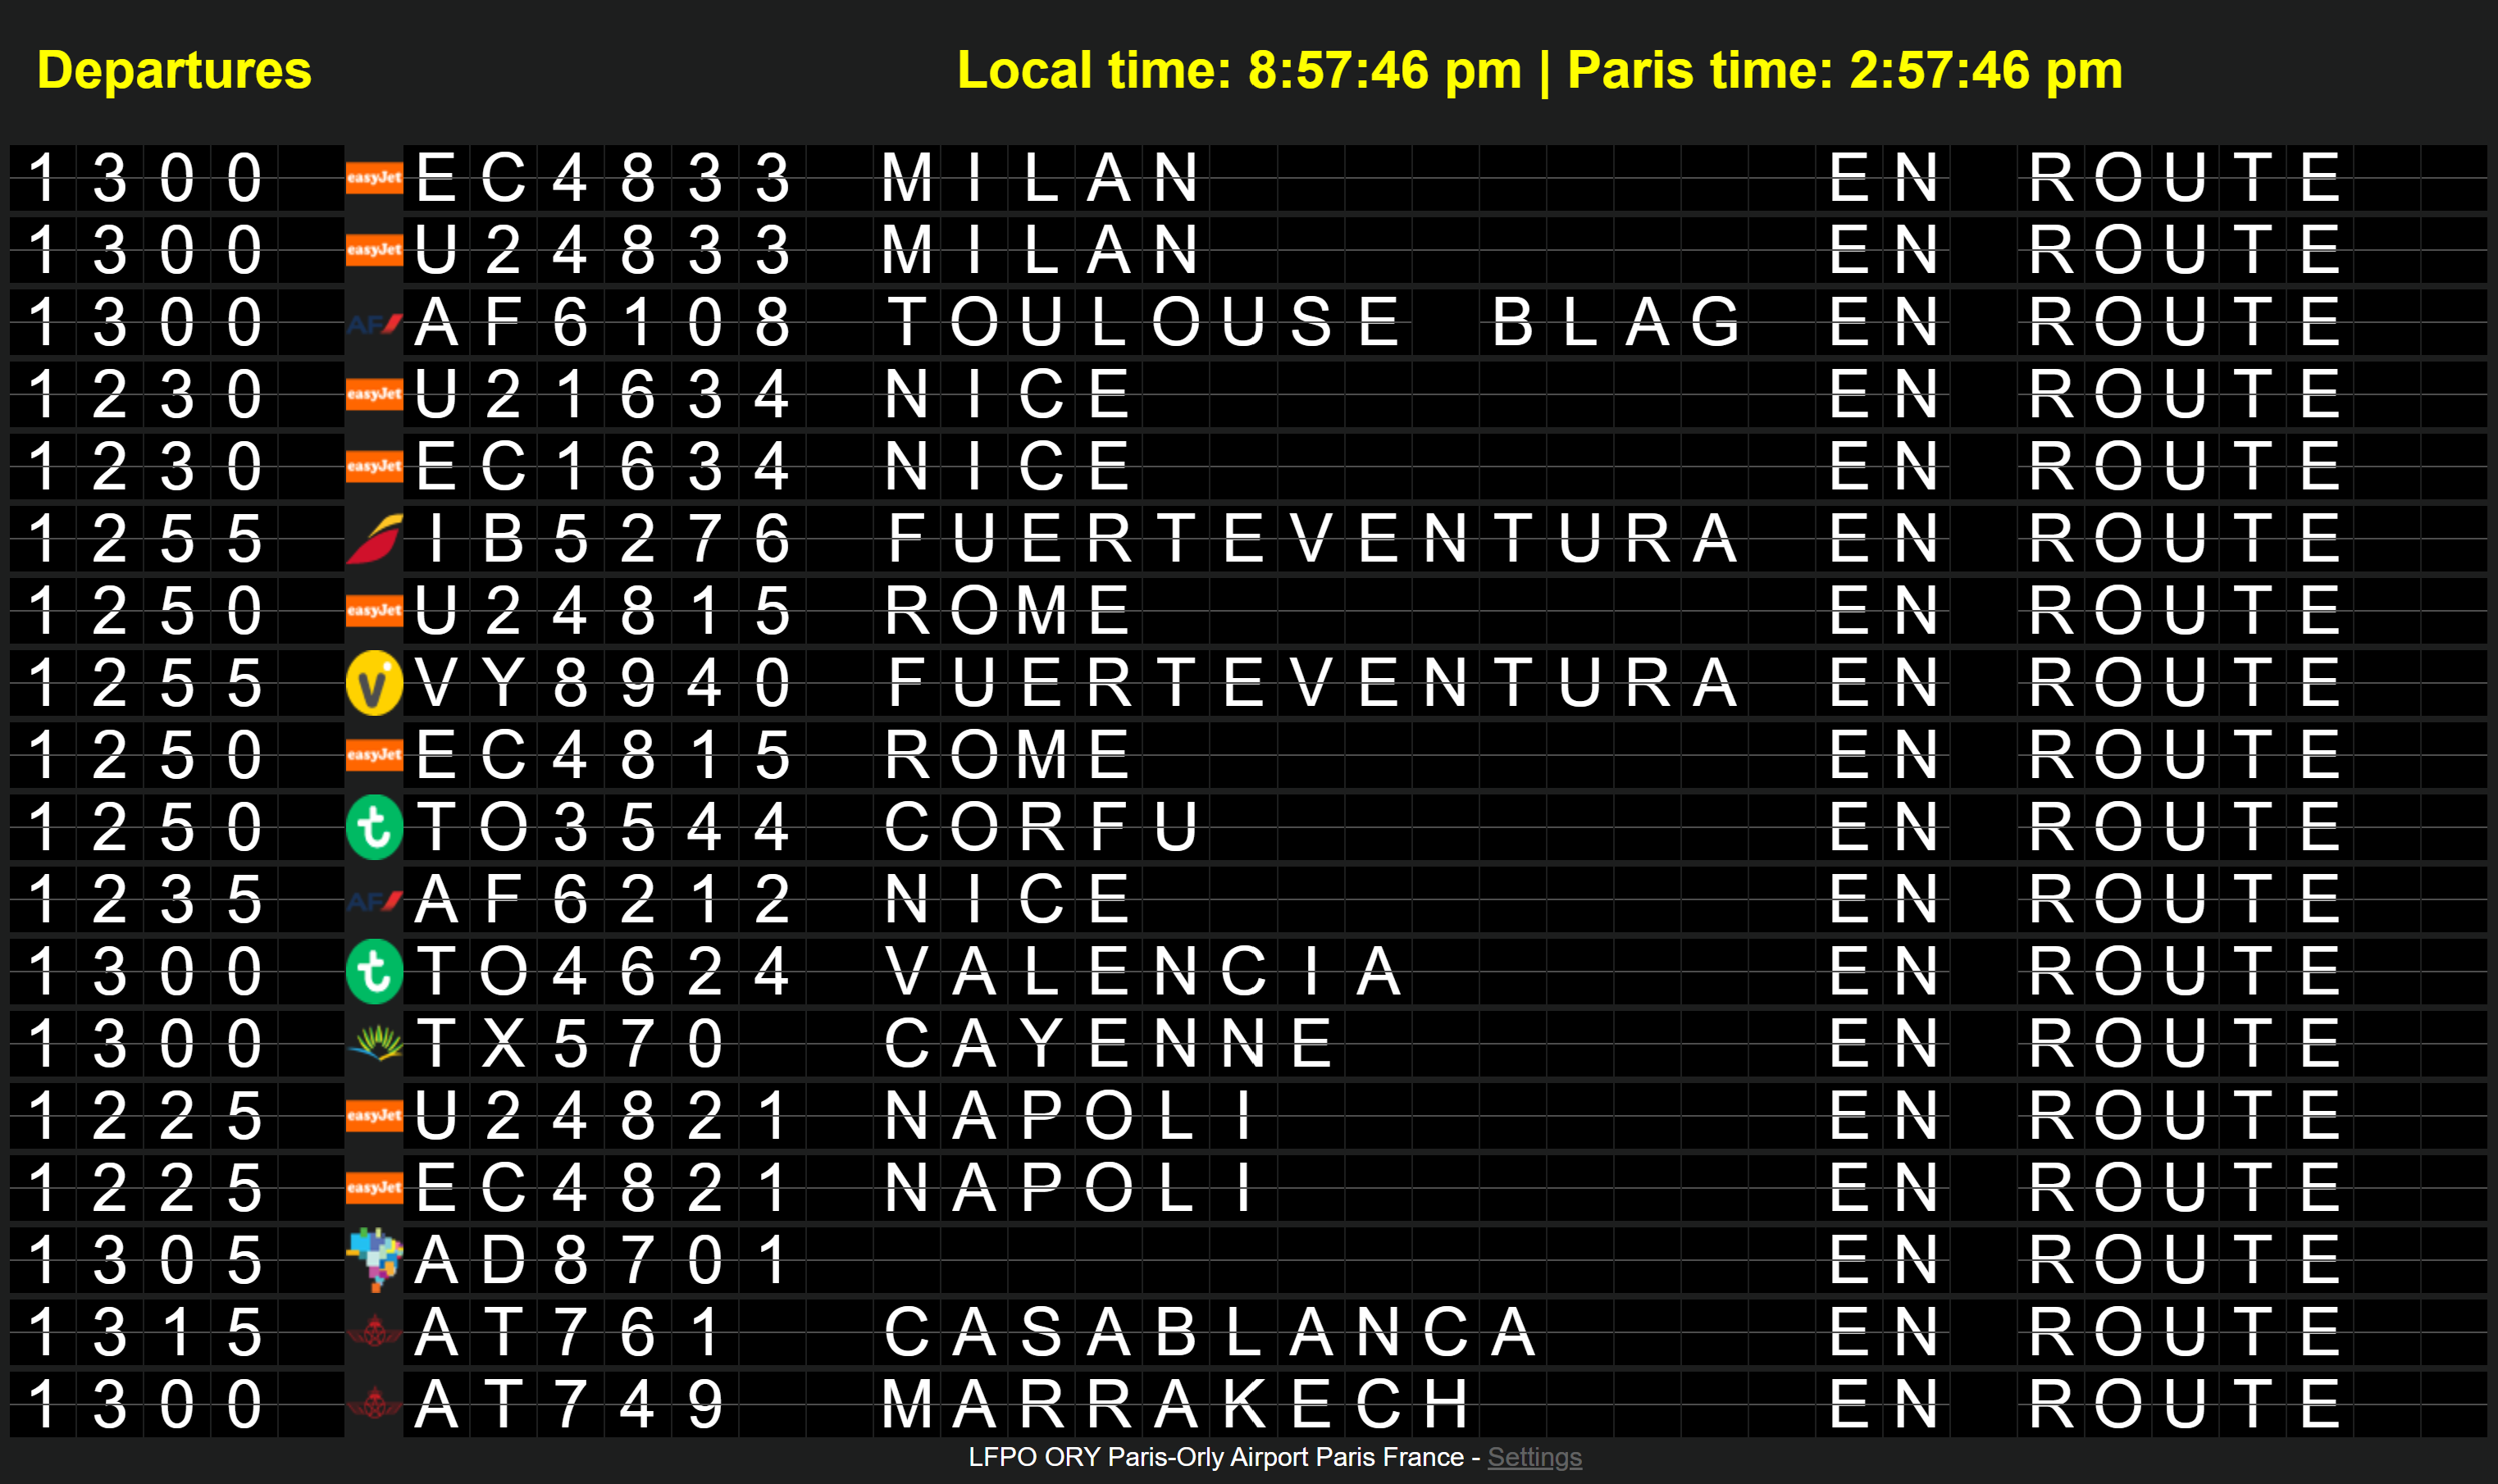 Departures
Local time: 8:57:46 pm | Paris time: 2:57:46 pm
1300 easyJet EC4833 MILAN EN ROUTE
1300 easyJet U24833 MILAN EN ROUTE
1300 AF AF6108 TOULOUSE BLAG EN ROUTE
1230 easyJet U21634 NICE EN ROUTE
1230 easyJet EC1634 NICE EN ROUTE
1255 IB5276 FUERTEVENTURA EN ROUTE
1250 easyJet U24815 ROME EN ROUTE
1255 V VY8940 FUERTEVENTURA EN ROUTE
1250 easyJet EC4815 ROME EN ROUTE
1250 t TO3544 CORFU EN ROUTE
1235 AF AF6212 NICE EN ROUTE
1300 t TO4624 VALENCIA EN ROUTE
1300 TX570 CAYENNE EN ROUTE
1225 easyJet U24821 NAPOLI EN ROUTE
1225 easyJet EC4821 NAPOLI EN ROUTE
1305 AD8701 EN ROUTE
1315 AT761 CASABLANCA EN ROUTE
1300 AT749 MARRAKECH EN ROUTE
LFPO ORY Paris-Orly Airport Paris France - Settings